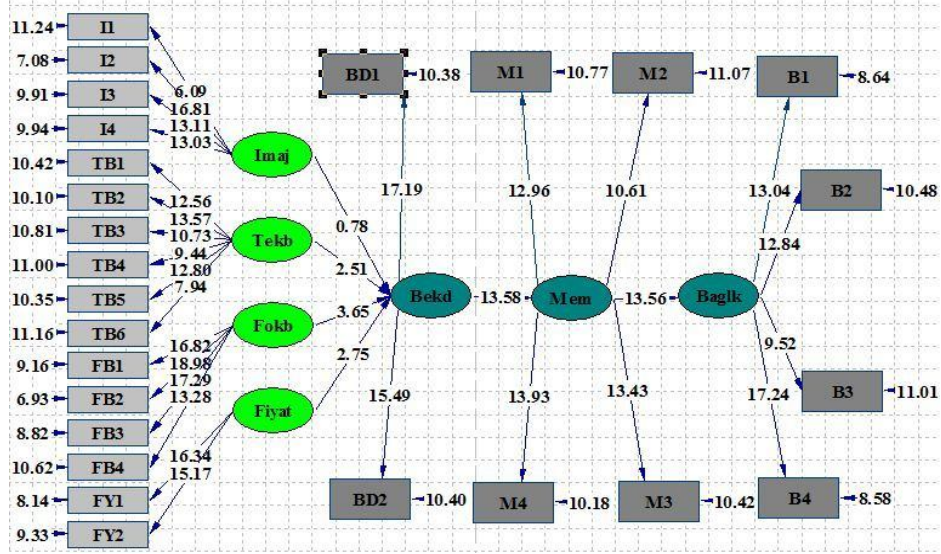 11.24 I1
7.08 I2
9.91 I3
9.94 I4
10.42 TB1
10.10 TB2
10.81 TB3
11.00 TB4
10.35 TB5
11.16 TB6
9.16 FB1
6.93 FB2
8.82 FB3
10.62 FB4
8.14 FY1
9.33 FY2
6.09
16.81
13.11
13.03
12.56
13.57
10.73
9.44
12.80
7.94
16.82
18.98
17.29
13.28
16.34
15.17
Imaj
Tekb
Fokb
Fiyat
0.78
2.51
3.65
2.75
BD1 10.38
M1 10.77
M2 11.07
B1 8.64
B2 10.48
17.19
12.96
10.61
13.04
12.84
Bekd 13.58 Mem 13.56 Baglk
15.49
13.93
13.43
9.52
17.24
B3 11.01
BD2 10.40
M4 10.18
M3 10.42
B4 8.58